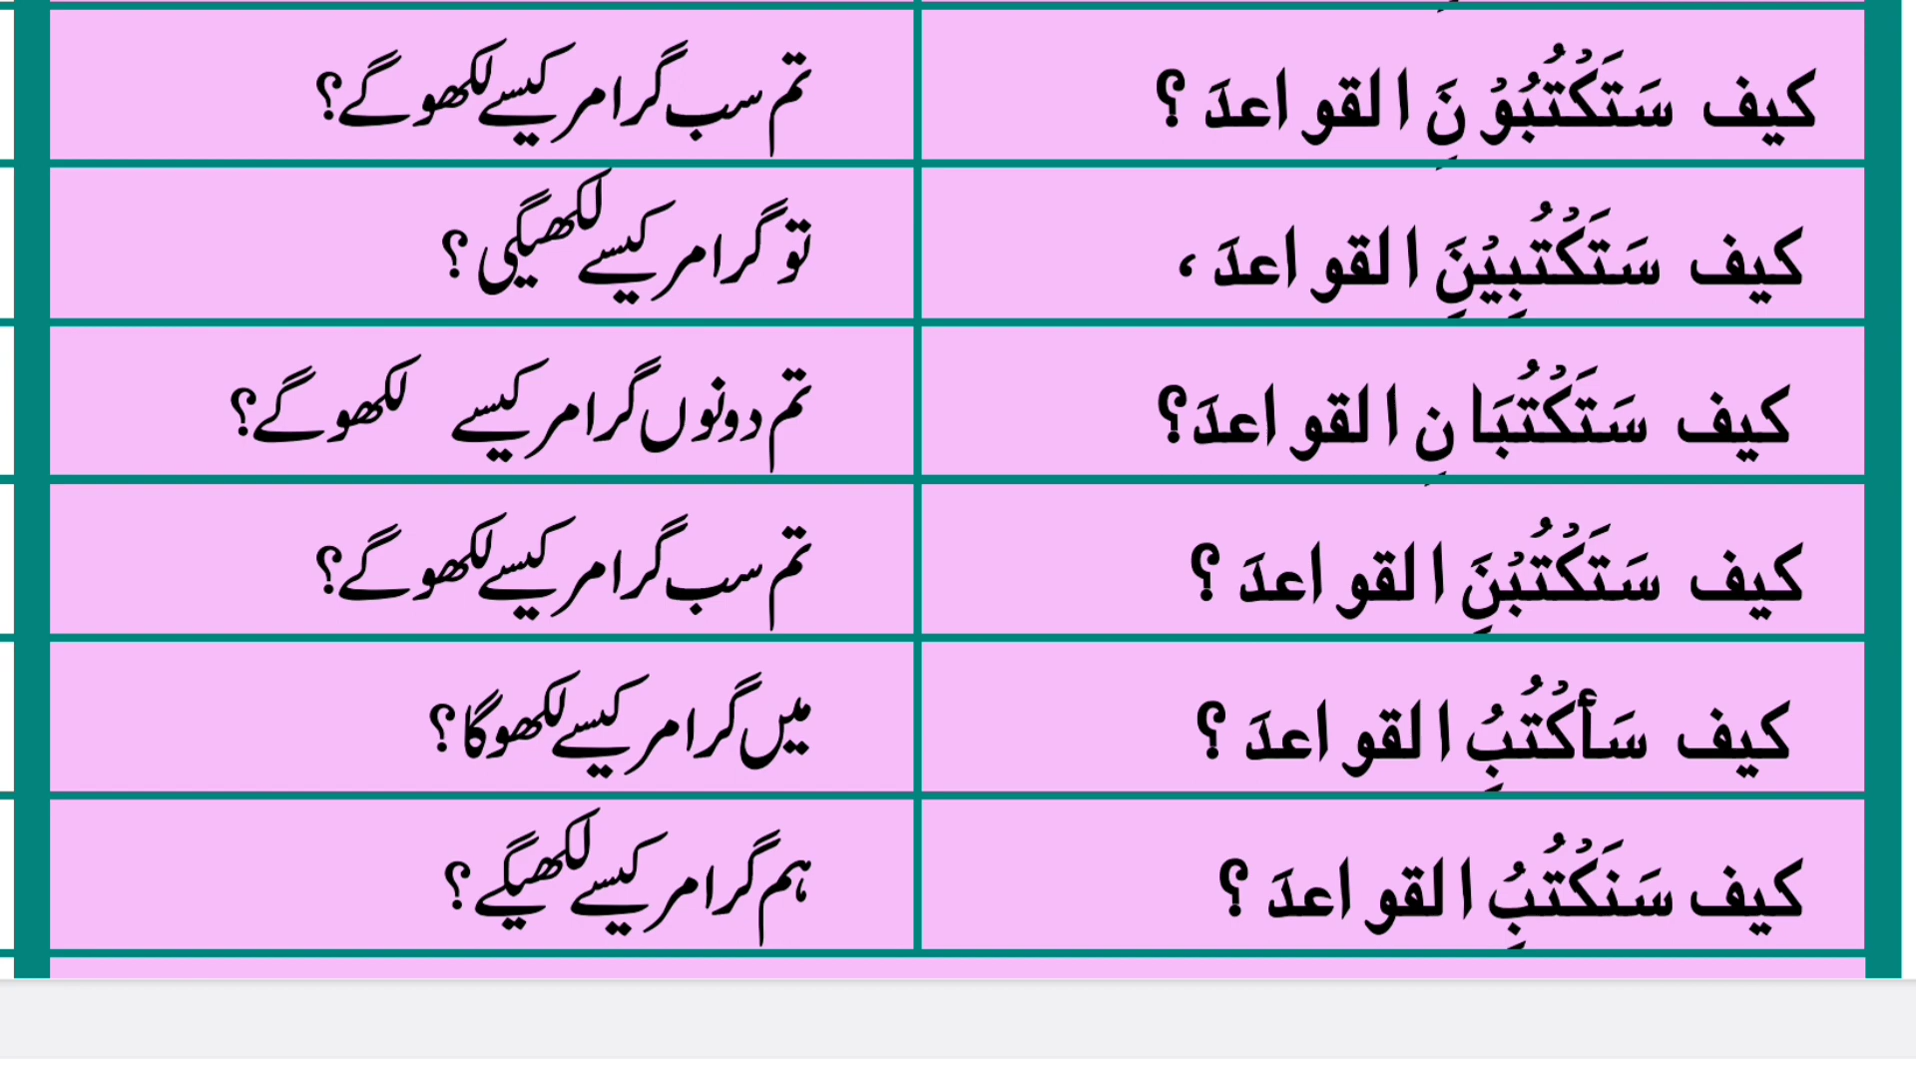 كيف سَتَكْتُبُوْنَ القواعدَ ؟
تم سب گرامر کیسے لکھو گے؟
كيف سَتَكْتُبِيْنَ القواعدَ ،
تو گرامر کیسے لکھیگی ؟
كيف سَتَكْتُبَانِ القواعدَ؟
تم دونوں گرامر کیسے لکھو گے؟
كيف سَتَكْتُبْنَ القواعدَ ؟
تم سب گرامر کیسے لکھو گے؟
كيف سَأكْتُبُ القواعدَ ؟
میں گرامر کیسے لکھوگا؟
كيف سَنَكْتُبُ القواعدَ ؟
ہم گرامر کیسے لکھیگے؟